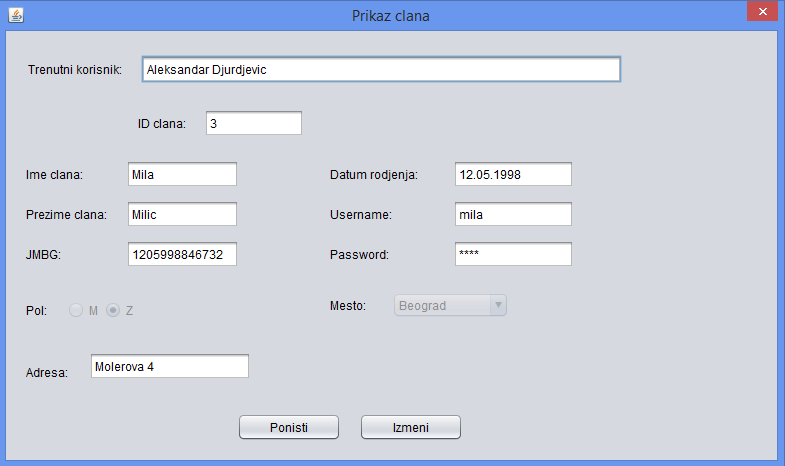 Prikaz clana
Trenutni korisnik: Aleksandar Djurdjevic
ID clana: 3
Ime clana: Mila Datum rodjenja: 12.05.1998
Prezime clana: Milic Username: mila
JMBG: 1205998846732 Password: ****
Pol: M Z Mesto: Beograd
Adresa: Molerova 4
Ponisti Izmeni